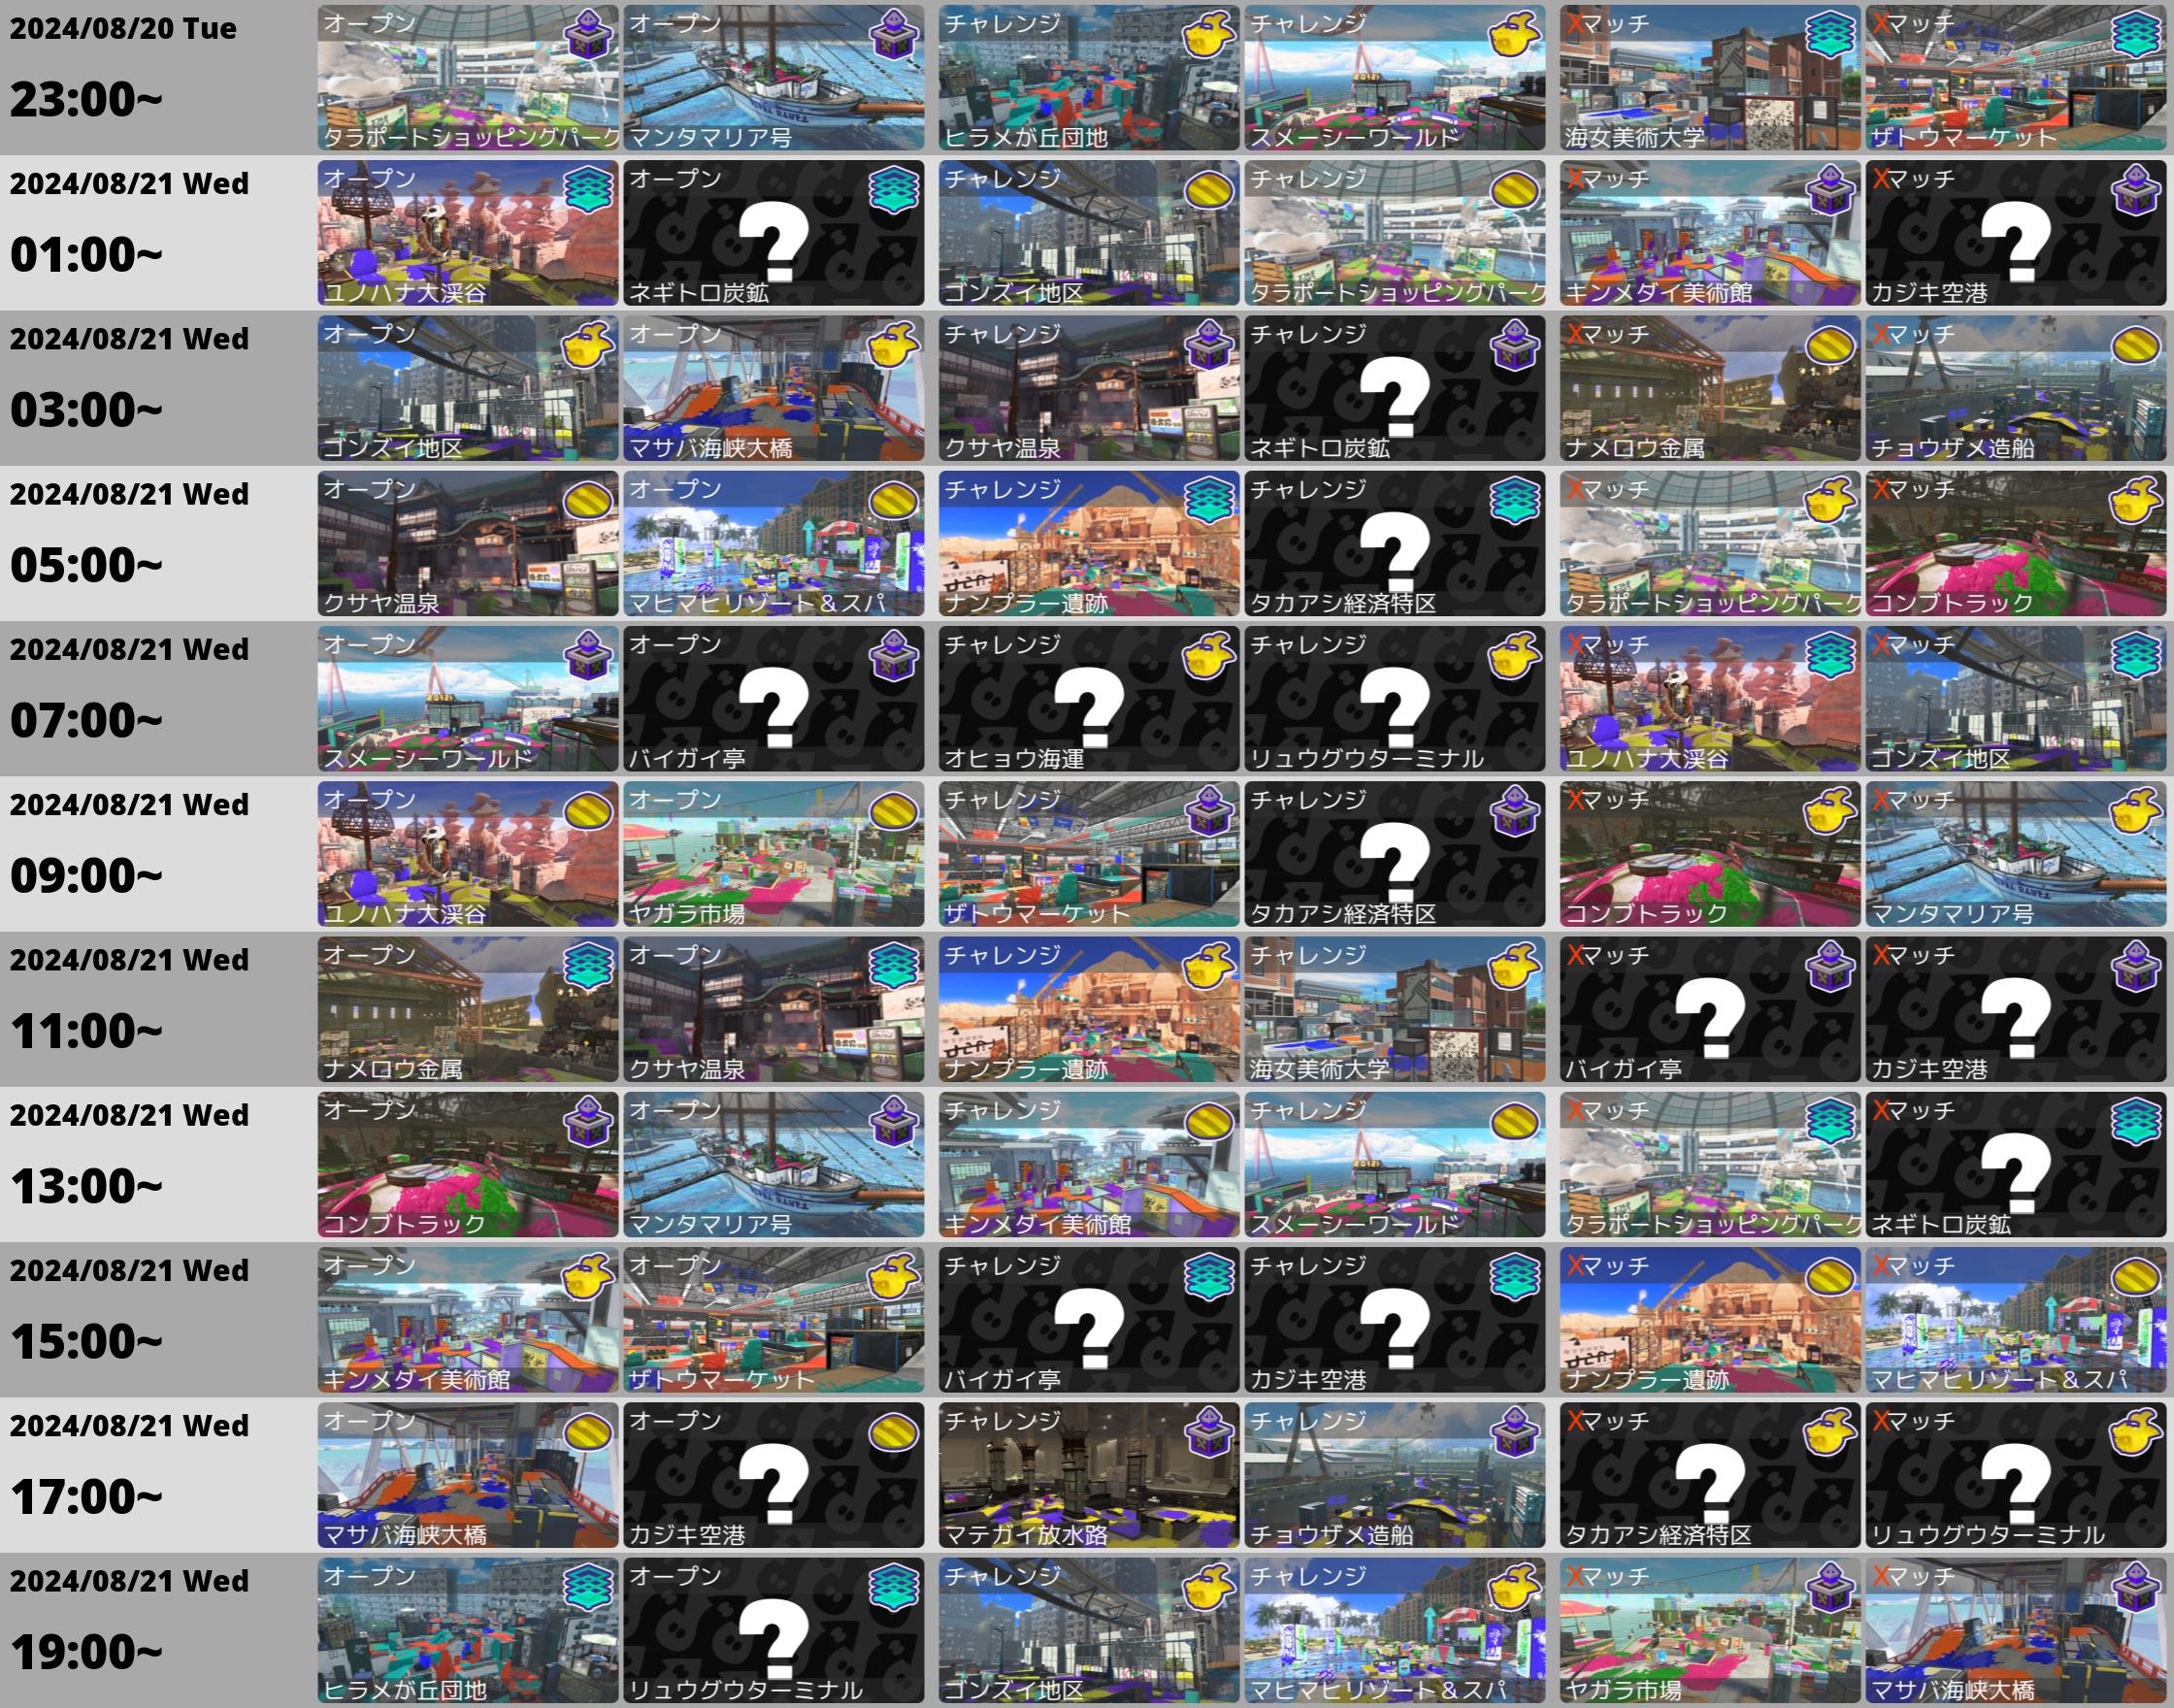 2024/08/20 Tue
23:00~
オープン
タラポートショッピングパーク
オープン
マンタマリア号
チャレンジ
ヒラメが丘団地
チャレンジ
スメーシーワールド
Xマッチ
海女美術大学
Xマッチ
ザトウマーケット
2024/08/21 Wed
01:00~
オープン
ユノハナ大渓谷
オープン
?
ネギトロ炭鉱
チャレンジ
ゴンズイ地区
チャレンジ
タラポートショッピングパーク
Xマッチ
キンメダイ美術館
Xマッチ
?
カジキ空港
2024/08/21 Wed
03:00~
オープン
ゴンズイ地区
オープン
マサバ海峡大橋
チャレンジ
クサヤ温泉
チャレンジ
?
ネギトロ炭鉱
Xマッチ
ナメロウ金属
Xマッチ
チョウザメ造船
2024/08/21 Wed
05:00~
オープン
クサヤ温泉
オープン
マヒマヒリゾート＆スパ
チャレンジ
ナンプラー遺跡
チャレンジ
?
タカアシ経済特区
Xマッチ
タラポートショッピングパーク
Xマッチ
コンブトラック
2024/08/21 Wed
07:00~
オープン
スメーシーワールド
オープン
?
バイガイ亭
チャレンジ
?
オヒョウ海運
チャレンジ
?
リュウグウターミナル
Xマッチ
ユノハナ大渓谷
Xマッチ
ゴンズイ地区
2024/08/21 Wed
09:00~
オープン
ユノハナ大渓谷
オープン
ヤガラ市場
チャレンジ
ザトウマーケット
チャレンジ
?
タカアシ経済特区
Xマッチ
コンブトラック
Xマッチ
マンタマリア号
2024/08/21 Wed
11:00~
オープン
ナメロウ金属
オープン
クサヤ温泉
チャレンジ
ナンプラー遺跡
チャレンジ
海女美術大学
Xマッチ
?
バイガイ亭
Xマッチ
?
カジキ空港
2024/08/21 Wed
13:00~
オープン
コンブトラック
オープン
マンタマリア号
チャレンジ
キンメダイ美術館
チャレンジ
スメーシーワールド
Xマッチ
タラポートショッピングパーク
Xマッチ
?
ネギトロ炭鉱
2024/08/21 Wed
15:00~
オープン
キンメダイ美術館
オープン
ザトウマーケット
チャレンジ
?
バイガイ亭
チャレンジ
?
カジキ空港
Xマッチ
ナンプラー遺跡
Xマッチ
マヒマヒリゾート＆スパ
2024/08/21 Wed
17:00~
オープン
マサバ海峡大橋
オープン
?
カジキ空港
チャレンジ
マテガイ放水路
チャレンジ
チョウザメ造船
Xマッチ
?
タカアシ経済特区
Xマッチ
?
リュウグウターミナル
2024/08/21 Wed
19:00~
オープン
ヒラメが丘団地
オープン
?
リュウグウターミナル
チャレンジ
ゴンズイ地区
チャレンジ
マヒマヒリゾート＆スパ
Xマッチ
ヤガラ市場
Xマッチ
マサバ海峡大橋